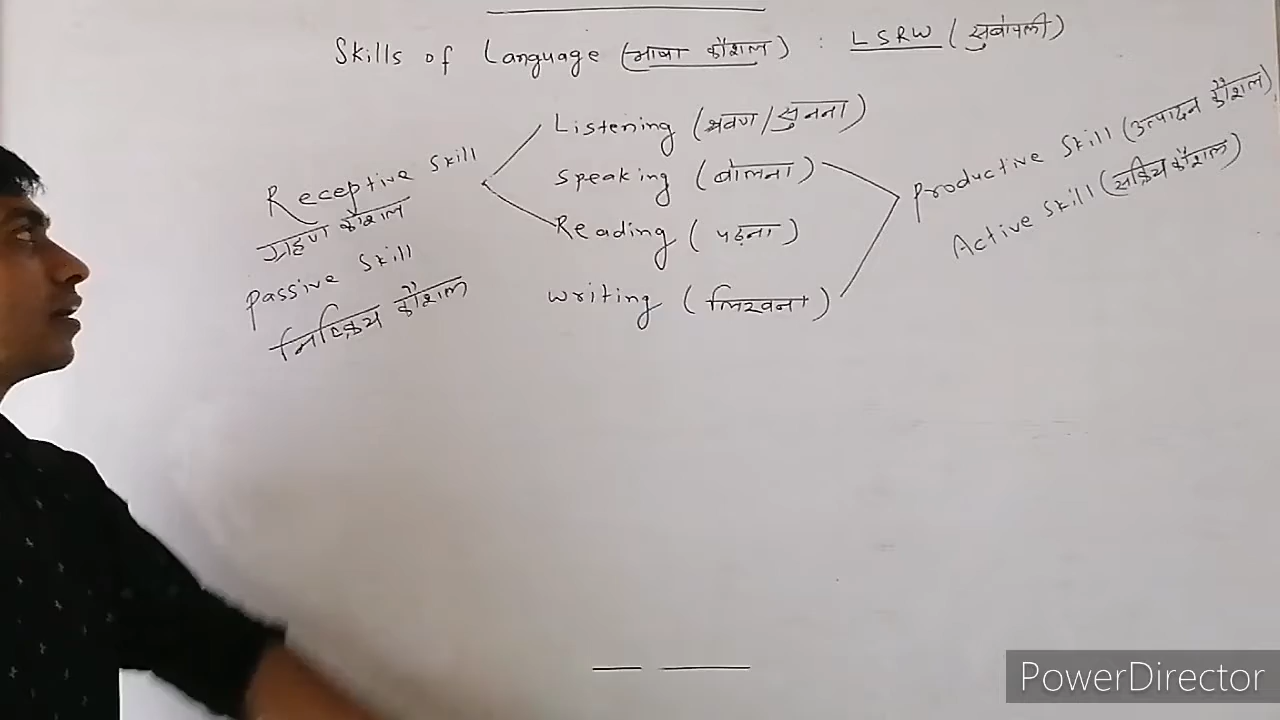 Skills of Language (भाषा कौशल) : LSRW (सुबोपली)
Listening (श्रवण/सुनना)
Speaking (बोलना)
Reading (पढ़ना)
Writing (लिखना)
Receptive Skill
ग्रहण कौशल
Passive Skill
निष्क्रिय कौशल
Productive Skill (उत्पादन कौशल)
Active Skill (सक्रिय कौशल)
PowerDirector